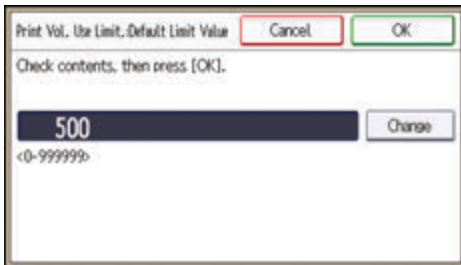 Print Vol. Use Limit.:Default Limit Value Cancel OK
Check contents, then press [OK].
500 Change
<0-999999>